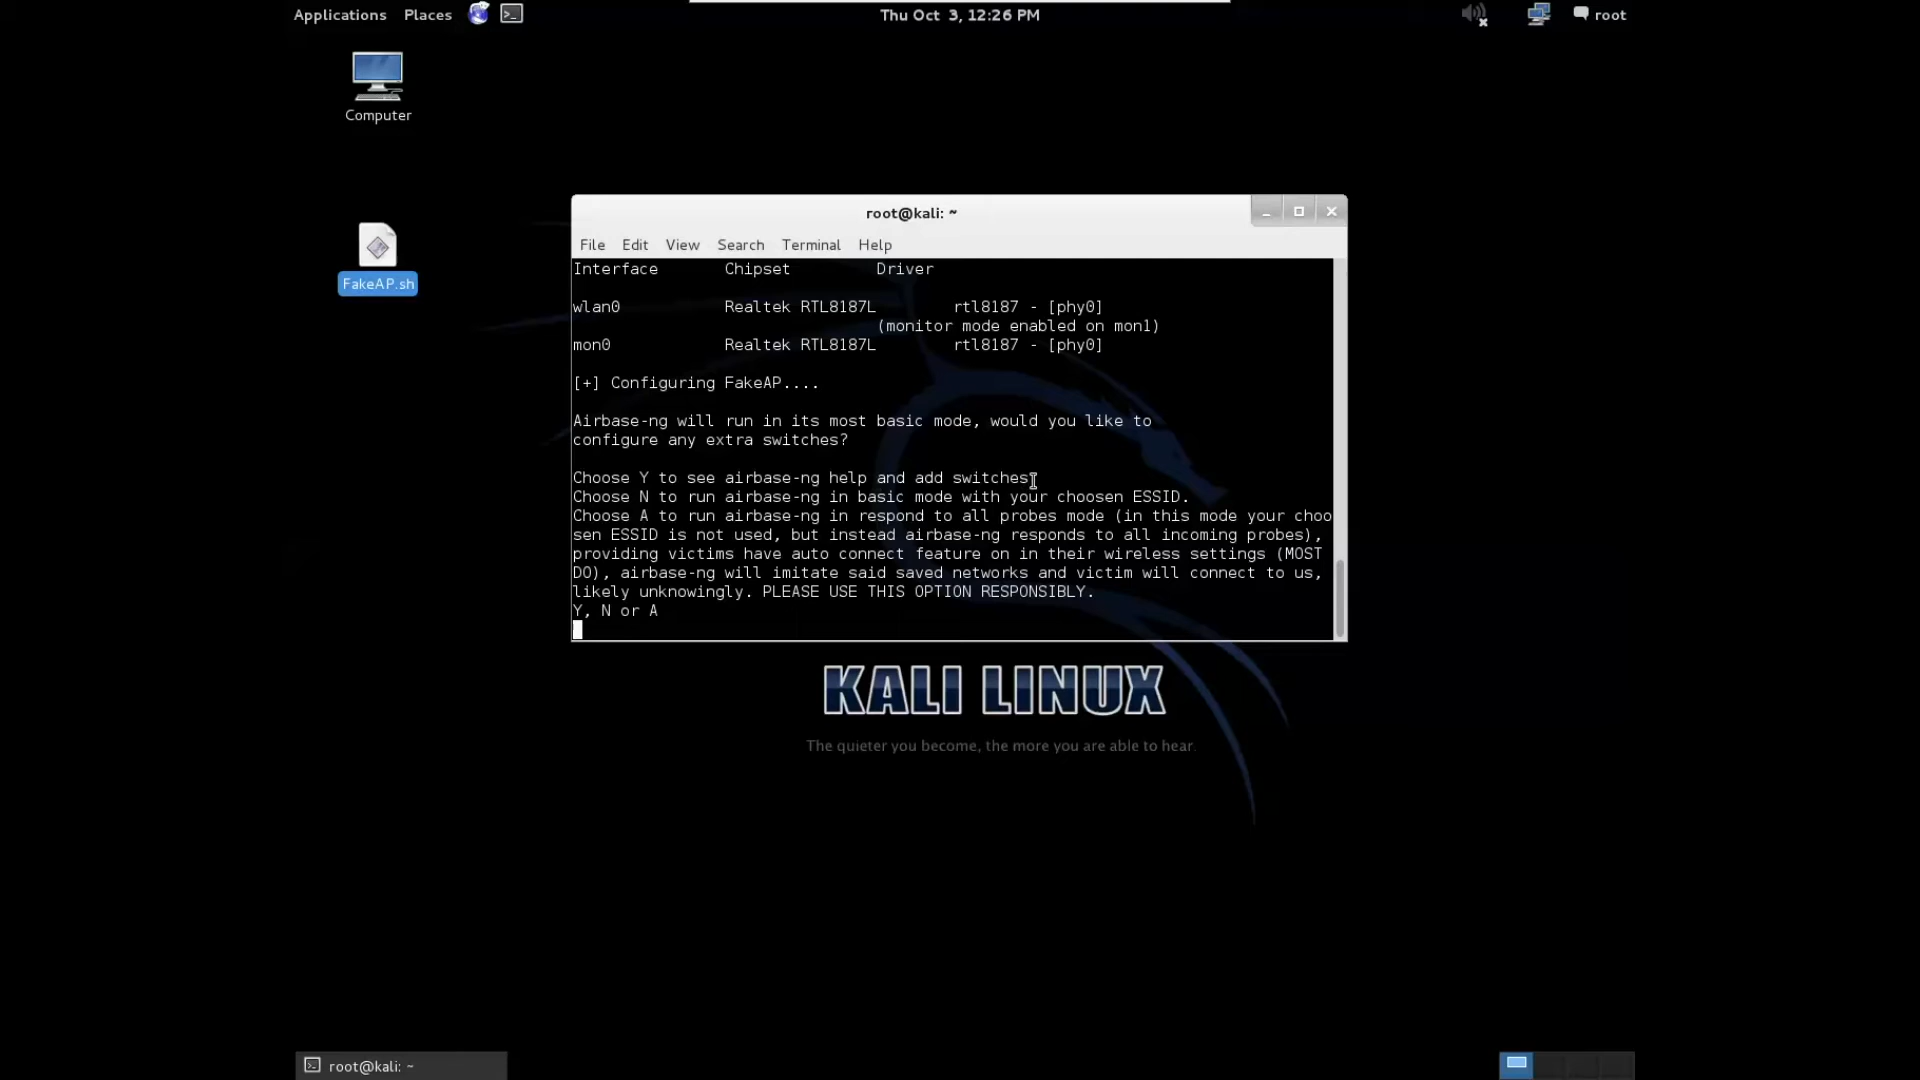 Applications Places Thu Oct 3, 12:26 PM root
Computer
FakeAP.sh
root@kali: ~
File Edit View Search Terminal Help
Interface Chipset Driver
wlan0 Realtek RTL8187L rtl8187 - [phy0]
(monitor mode enabled on mon1)
mon0 Realtek RTL8187L rtl8187 - [phy0]
[+] Configuring FakeAP....
Airbase-ng will run in its most basic mode, would you like to
configure any extra switches?
Choose Y to see airbase-ng help and add switches.
Choose N to run airbase-ng in basic mode with your choosen ESSID.
Choose A to run airbase-ng in respond to all probes mode (in this mode your choo
sen ESSID is not used, but instead airbase-ng responds to all incoming probes),
providing victims have auto connect feature on in their wireless settings (MOST
DO), airbase-ng will imitate said saved networks and victim will connect to us,
likely unknowingly. PLEASE USE THIS OPTION RESPONSIBLY.
Y, N or A
KALI LINUX
The quieter you become, the more you are able to hear.
root@kali: ~